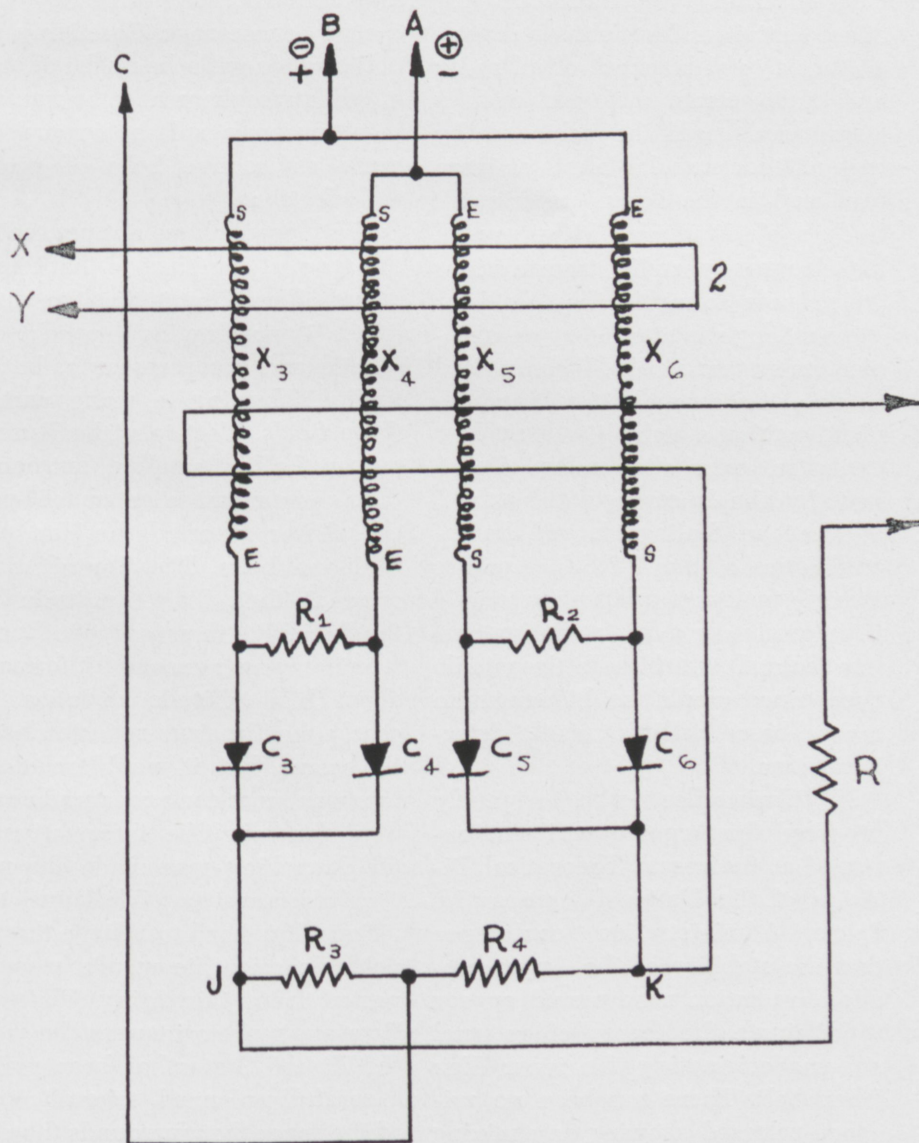 B A
⊖ ⊕
C + −
S S E E
X
2
Y
X3 X4 X5 X6
E E S S
R1 R2
C3 C4 C5 C6
R
R3 R4
J K